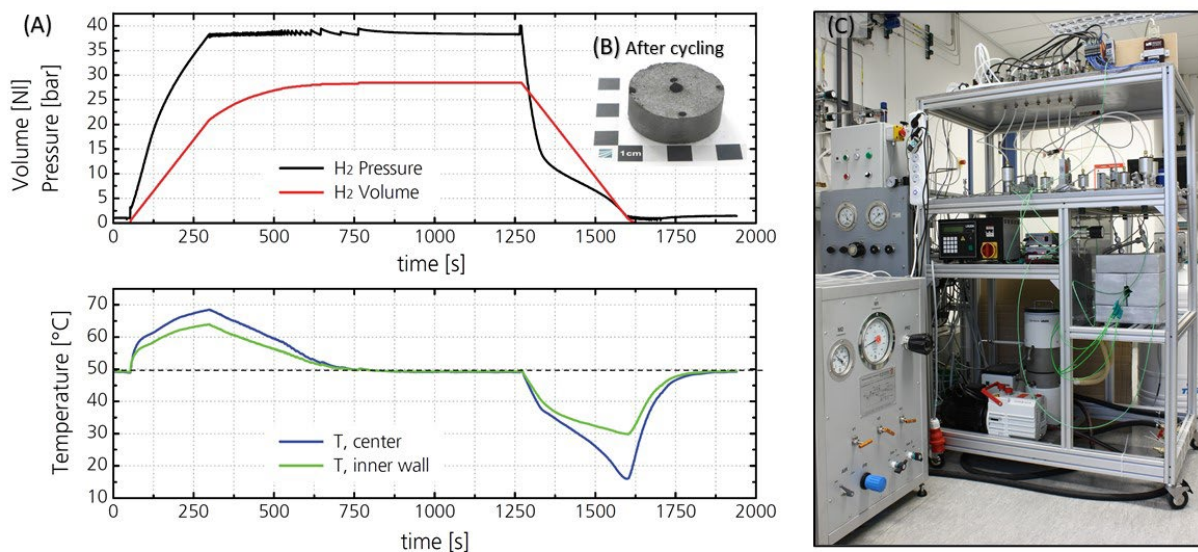 (A)
Volume [Nl]
Pressure [bar]
40
35
30
25
20
15
10
5
0
H2 Pressure
H2 Volume
(B) After cycling
1cm
0 250 500 750 1000 1250 1500 1750 2000
time [s]
Temperature [°C]
70
60
50
40
30
20
10
T, center
T, inner wall
0 250 500 750 1000 1250 1500 1750 2000
time [s]
(C)